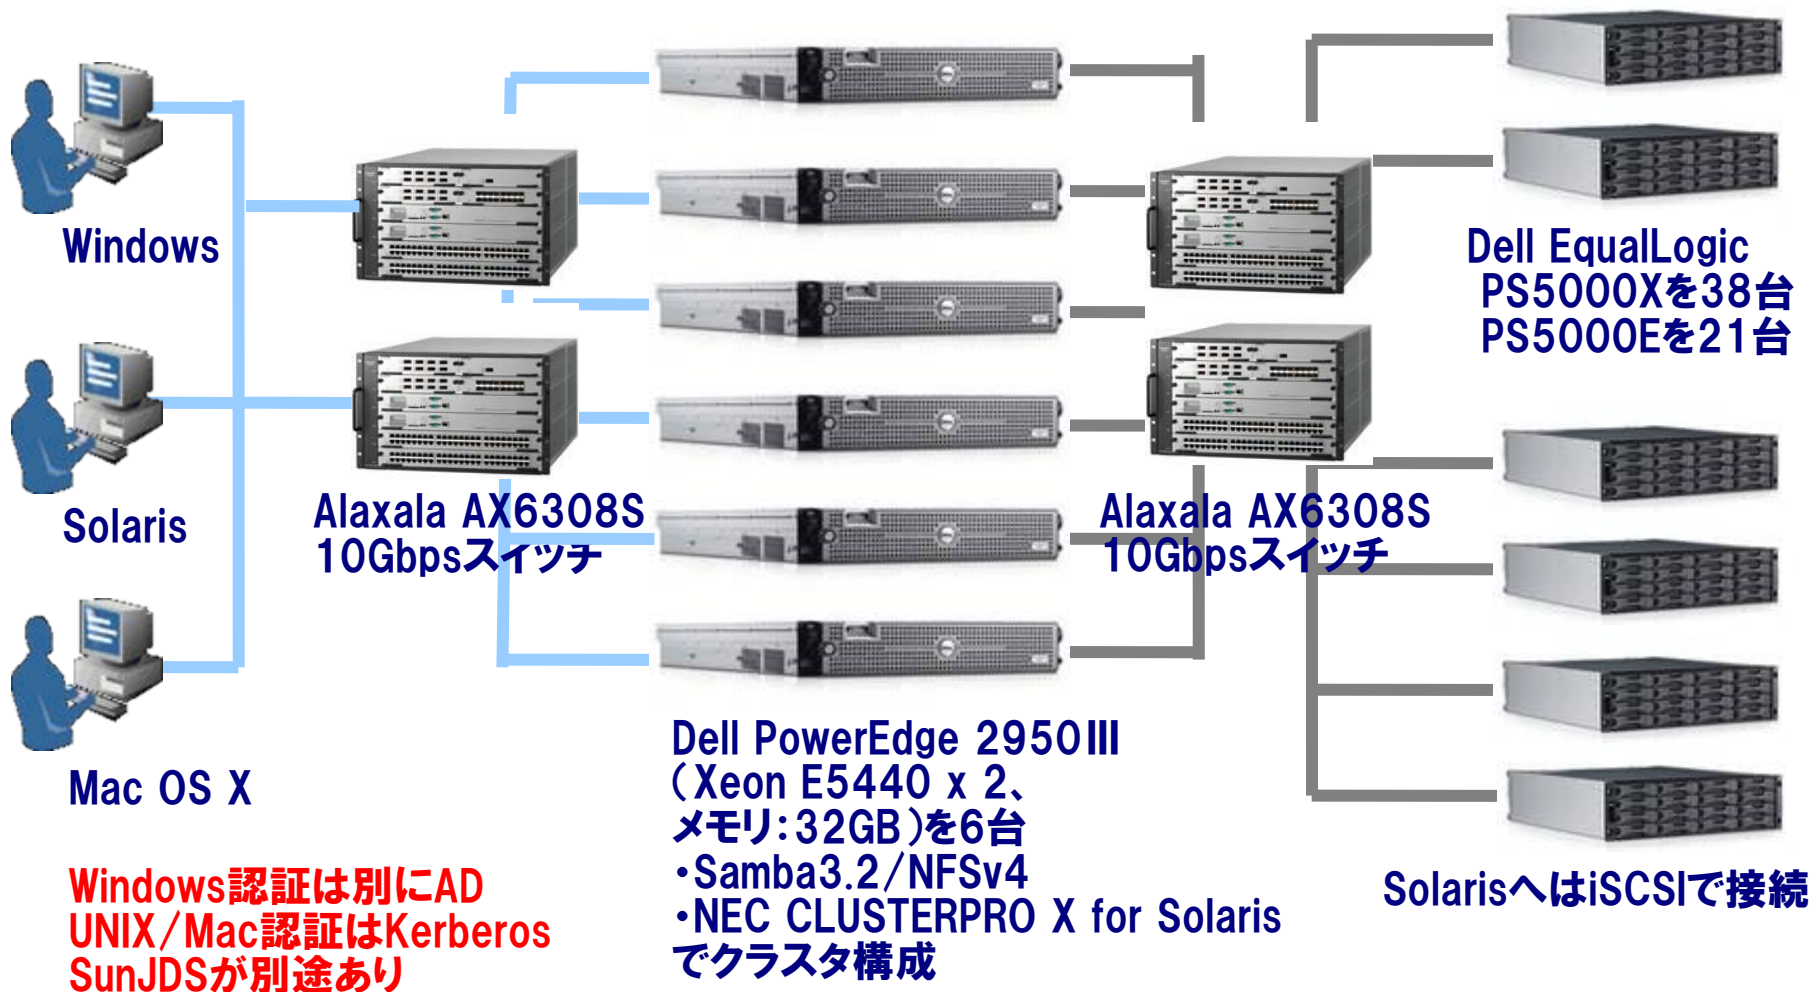 Windows
Solaris
Mac OS X
Windows認証は別にAD
UNIX/Mac認証はKerberos
SunJDSが別途あり
Alaxala AX6308S
10Gbpsスイッチ
Dell PowerEdge 2950Ⅲ
(Xeon E5440 x 2、
メモリ:32GB)を6台
・Samba3.2/NFSv4
・NEC CLUSTERPRO X for Solaris
でクラスタ構成
Alaxala AX6308S
10Gbpsスイッチ
Dell EqualLogic
PS5000Xを38台
PS5000Eを21台
SolarisへはiSCSIで接続